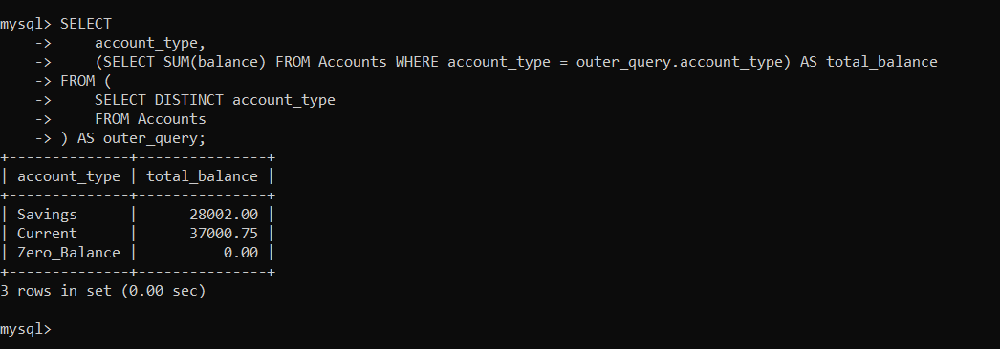 mysql> SELECT
    ->     account_type,
    ->     (SELECT SUM(balance) FROM Accounts WHERE account_type = outer_query.account_type) AS total_balance
    -> FROM (
    ->     SELECT DISTINCT account_type
    ->     FROM Accounts
    -> ) AS outer_query;
+--------------+---------------+
| account_type | total_balance |
+--------------+---------------+
| Savings      |      28002.00 |
| Current      |      37000.75 |
| Zero_Balance |          0.00 |
+--------------+---------------+
3 rows in set (0.00 sec)
mysql>